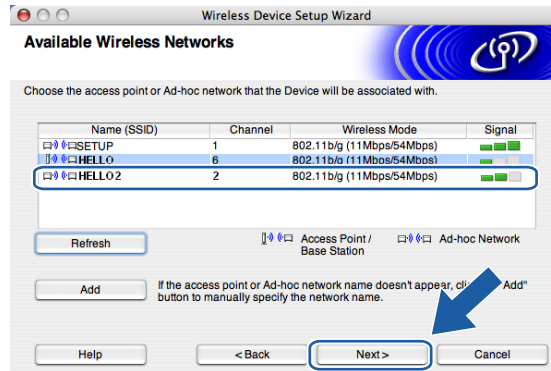 Wireless Device Setup Wizard
Available Wireless Networks
Choose the access point or Ad-hoc network that the Device will be associated with.
Name (SSID) Channel Wireless Mode Signal
SETUP 1 802.11b/g (11Mbps/54Mbps)
HELLO 6 802.11b/g (11Mbps/54Mbps)
HELLO2 2 802.11b/g (11Mbps/54Mbps)
Refresh
Access Point / Ad-hoc Network
Base Station
Add
If the access point or Ad-hoc network name doesn't appear, Add"
button to manually specify the network name.
Help < Back Next > Cancel